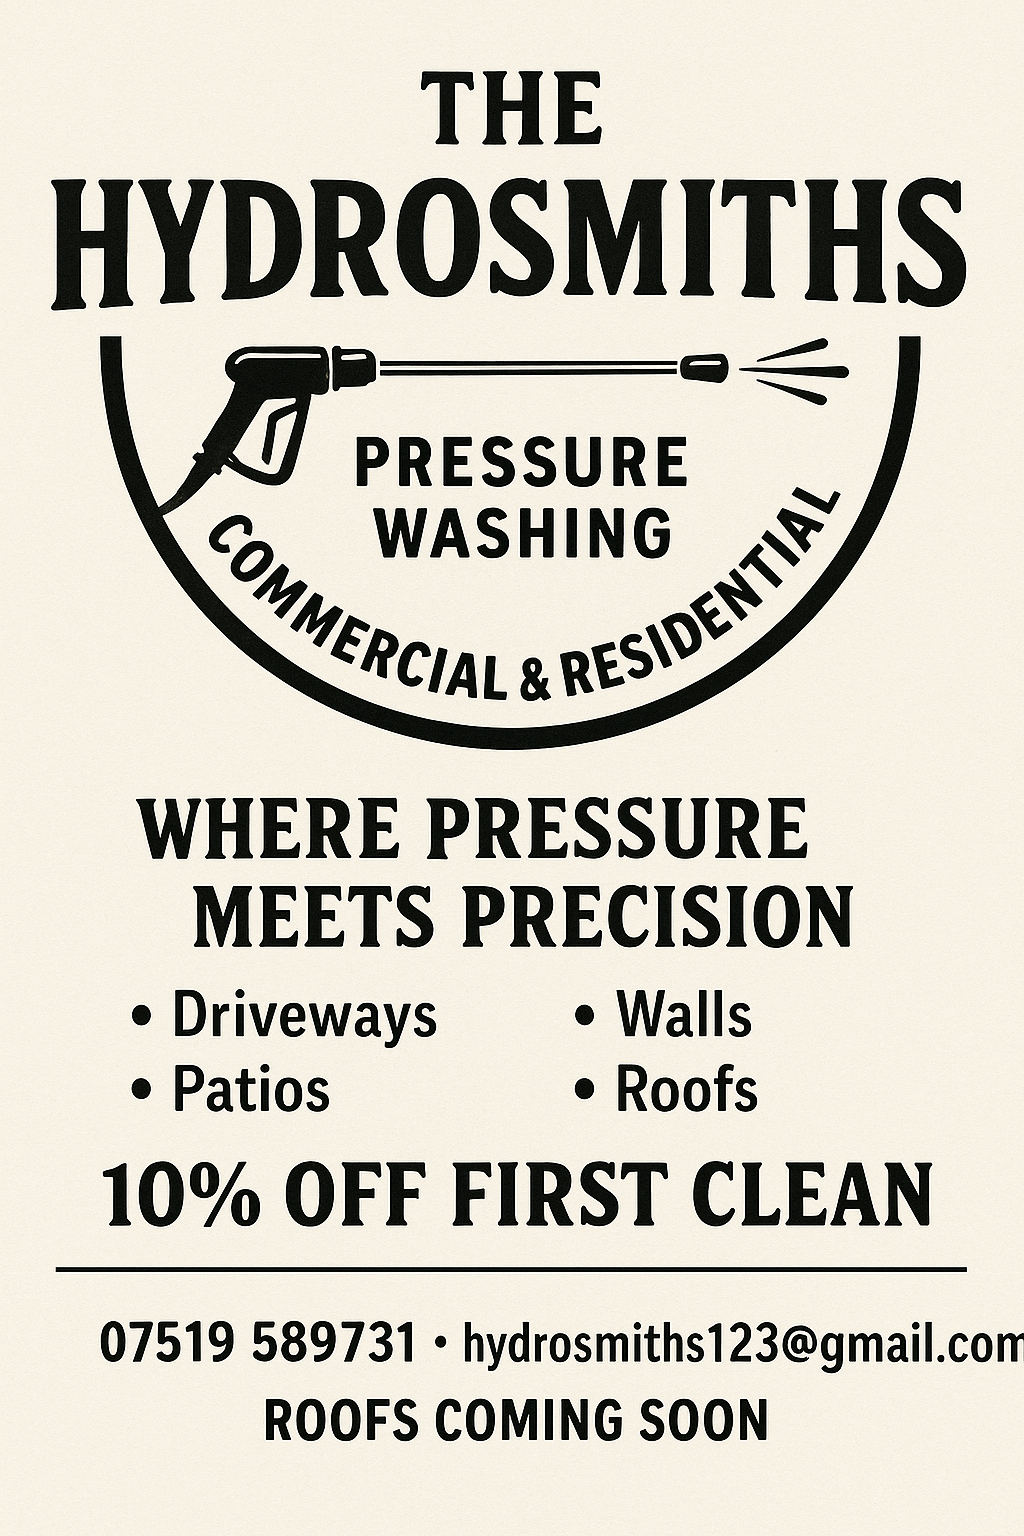 THE
HYDROSMITHS
PRESSURE
WASHING
COMMERCIAL & RESIDENTIAL
WHERE PRESSURE
MEETS PRECISION
• Driveways • Walls
• Patios • Roofs
10% OFF FIRST CLEAN
07519 589731 • hydrosmiths123@gmail.com
ROOFS COMING SOON